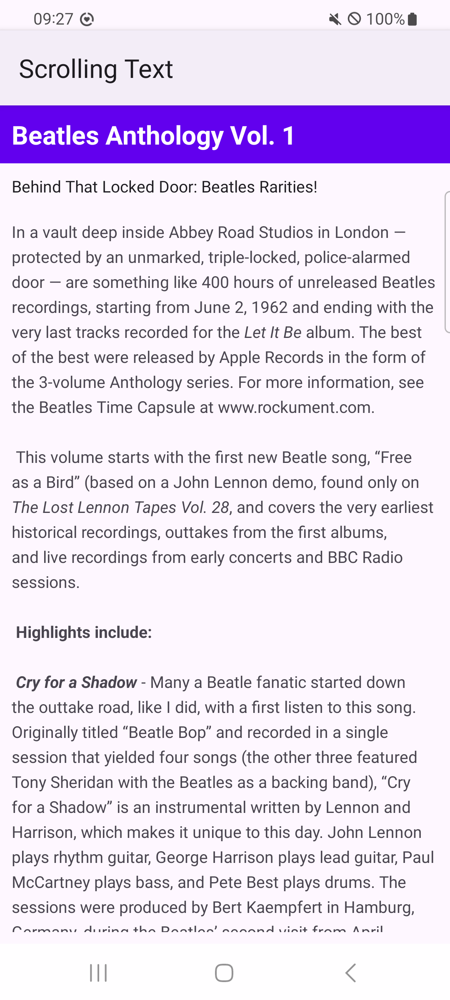 09:27
100%
Scrolling Text
Beatles Anthology Vol. 1
Behind That Locked Door: Beatles Rarities!
In a vault deep inside Abbey Road Studios in London —
protected by an unmarked, triple-locked, police-alarmed
door — are something like 400 hours of unreleased Beatles
recordings, starting from June 2, 1962 and ending with the
very last tracks recorded for the Let It Be album. The best
of the best were released by Apple Records in the form of
the 3-volume Anthology series. For more information, see
the Beatles Time Capsule at www.rockument.com.
This volume starts with the first new Beatle song, “Free
as a Bird” (based on a John Lennon demo, found only on
The Lost Lennon Tapes Vol. 28, and covers the very earliest
historical recordings, outtakes from the first albums,
and live recordings from early concerts and BBC Radio
sessions.
Highlights include:
Cry for a Shadow - Many a Beatle fanatic started down
the outtake road, like I did, with a first listen to this song.
Originally titled “Beatle Bop” and recorded in a single
session that yielded four songs (the other three featured
Tony Sheridan with the Beatles as a backing band), “Cry
for a Shadow” is an instrumental written by Lennon and
Harrison, which makes it unique to this day. John Lennon
plays rhythm guitar, George Harrison plays lead guitar, Paul
McCartney plays bass, and Pete Best plays drums. The
sessions were produced by Bert Kaempfert in Hamburg,
Germany, during the Beatles’ second visit from April